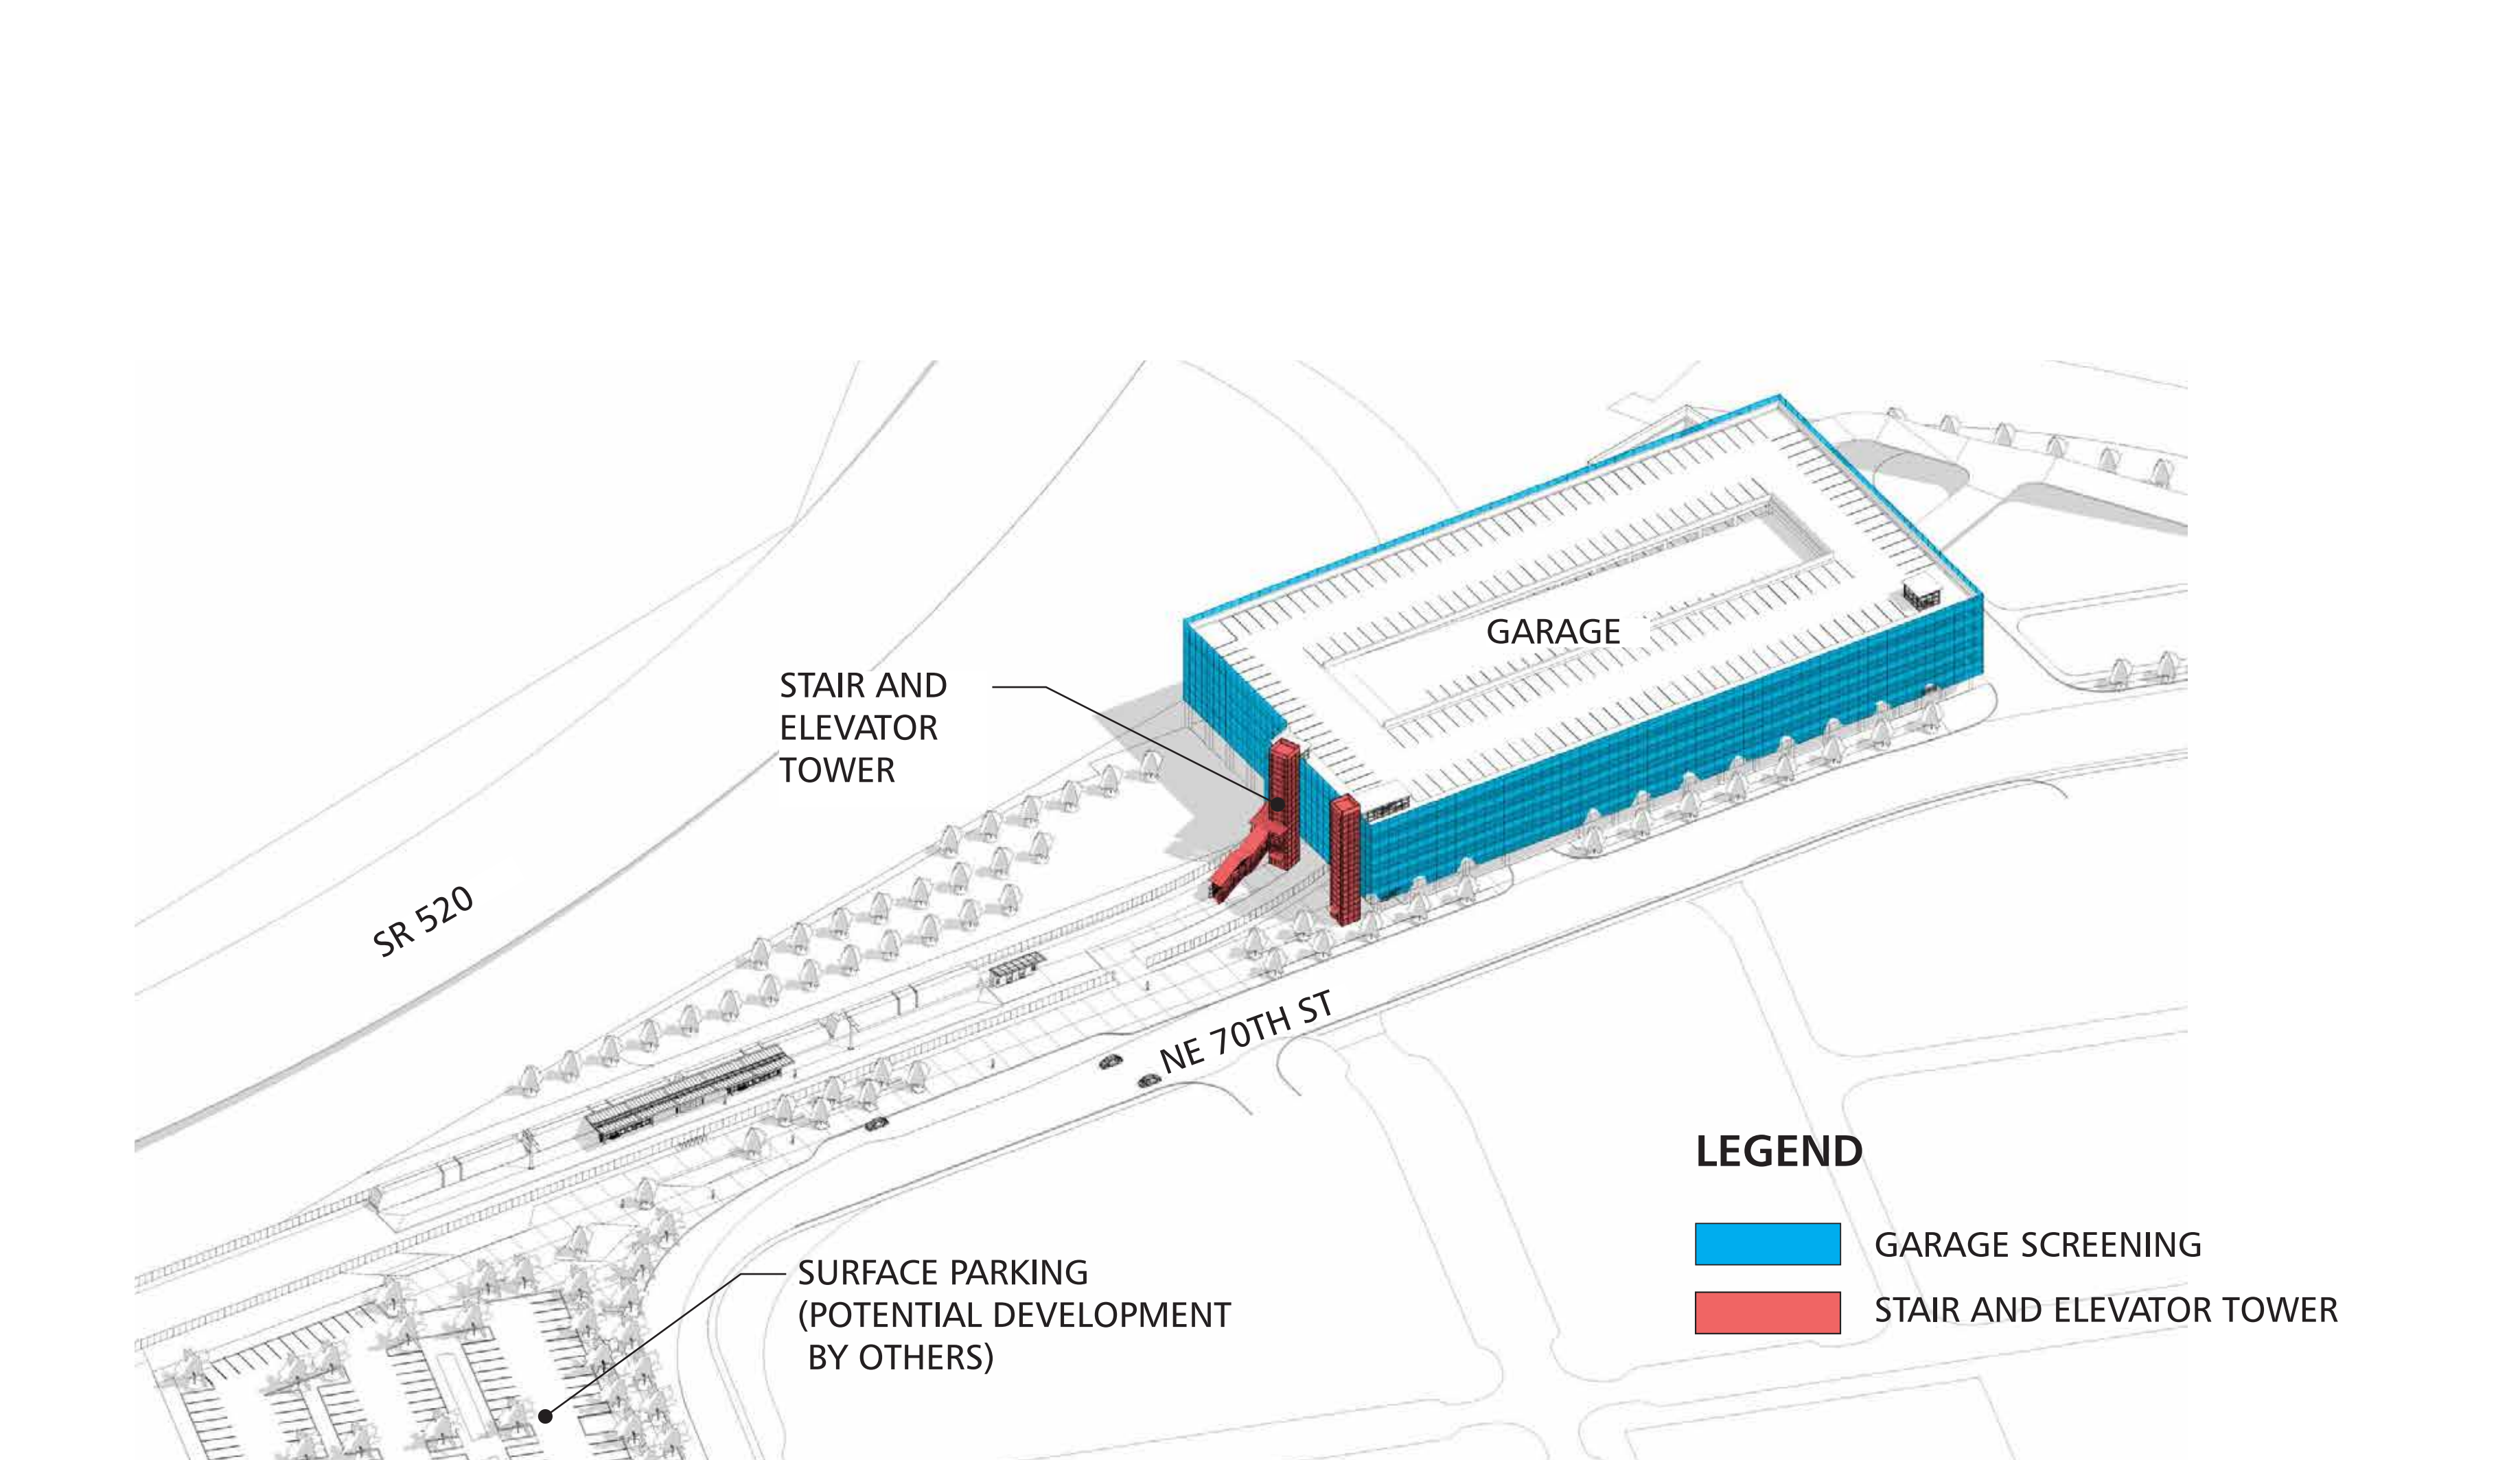 GARAGE
STAIR AND
ELEVATOR
TOWER
SR 520
NE 70TH ST
LEGEND
GARAGE SCREENING
STAIR AND ELEVATOR TOWER
SURFACE PARKING
(POTENTIAL DEVELOPMENT
BY OTHERS)